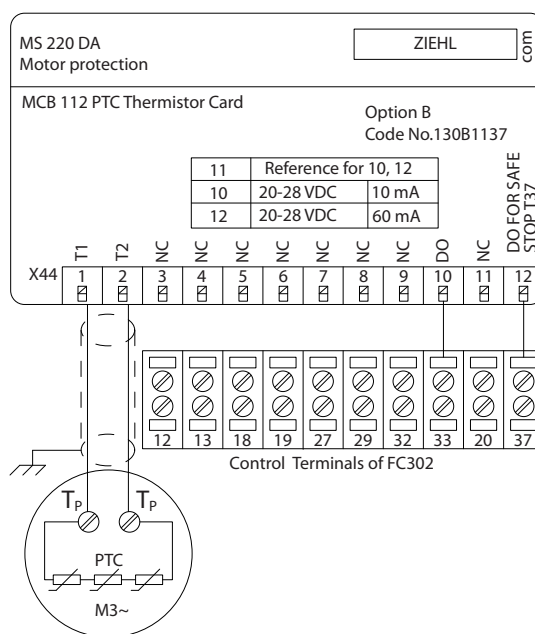 MS 220 DA
Motor protection
ZIEHL
com
MCB 112 PTC Thermistor Card
Option B
Code No.130B1137
11 Reference for 10, 12
10 20-28 VDC 10 mA
12 20-28 VDC 60 mA
T1 T2 NC NC NC NC NC NC NC DO NC DO FOR SAFE STOP T37
X44 1 2 3 4 5 6 7 8 9 10 11 12
12 13 18 19 27 29 32 33 20 37
Control Terminals of FC302
TP TP
PTC
M3~